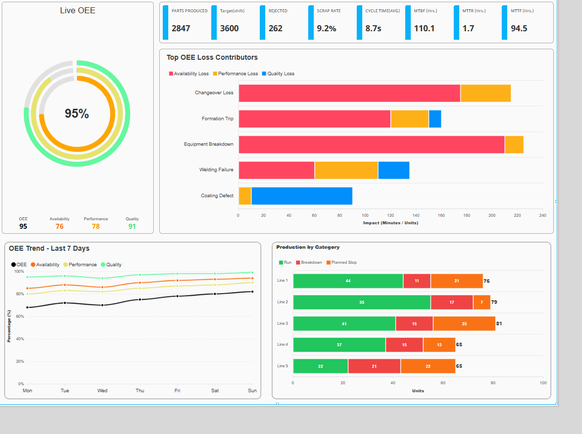 Live OEE
95%
OEE Availability Performance Quality
95 76 78 91
PARTS PRODUCED
2847
Target(shift)
3600
REJECTED
262
SCRAP RATE
9.2%
CYCLE TIME(AVG)
8.7s
MTBF (Hrs.)
110.1
MTTR (Hrs.)
1.7
MTTF (Hrs.)
94.5
Top OEE Loss Contributors
Availability Loss Performance Loss Quality Loss
Changeover Loss
Formation Trip
Equipment Breakdown
Welding Failure
Coating Defect
0 20 40 60 80 100 120 140 160 180 200 220 240
Impact (Minutes / Units)
OEE Trend - Last 7 Days
OEE Availability Performance Quality
Percentage (%)
100%
80%
60%
40%
20%
0%
Mon Tue Wed Thu Fri Sat Sun
Production by Category
Run Breakdown Planned Stop
Line 1 44 11 21 76
Line 2 55 17 7 79
Line 3 41 15 25 81
Line 4 37 15 13 65
Line 5 22 21 22 65
0 20 40 60 80 100
Units